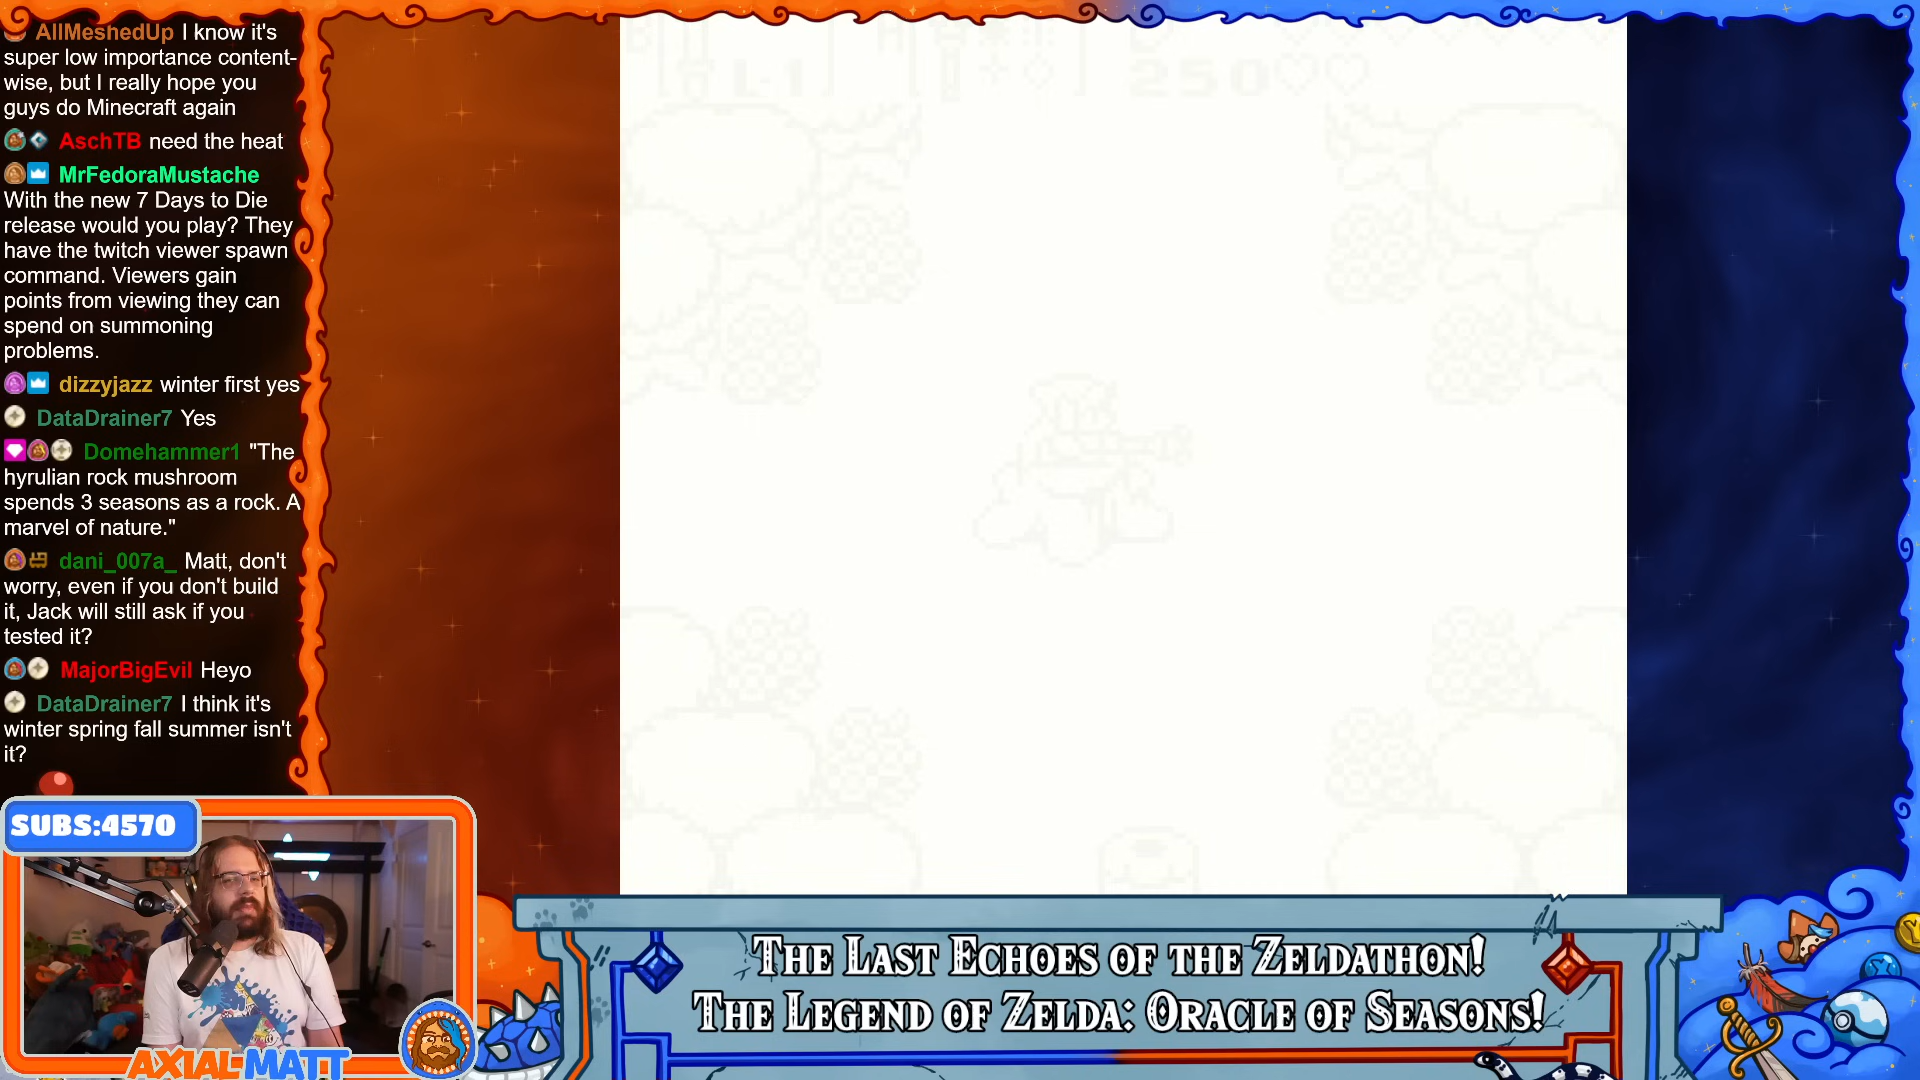 AllMeshedUp I know it's
super low importance content-
wise, but I really hope you
guys do Minecraft again
AschTB need the heat
MrFedoraMustache
With the new 7 Days to Die
release would you play? They
have the twitch viewer spawn
command. Viewers gain
points from viewing they can
spend on summoning
problems.
dizzyjazz winter first yes
DataDrainer7 Yes
Domehammer1 "The
hyrulian rock mushroom
spends 3 seasons as a rock. A
marvel of nature."
dani_007a_ Matt, don't
worry, even if you don't build
it, Jack will still ask if you
tested it?
MajorBigEvil Heyo
DataDrainer7 I think it's
winter spring fall summer isn't
it?
L-1
250
SUBS:4570
AXIALMATT
The Last Echoes of the Zeldathon!
The Legend of Zelda: Oracle of Seasons!